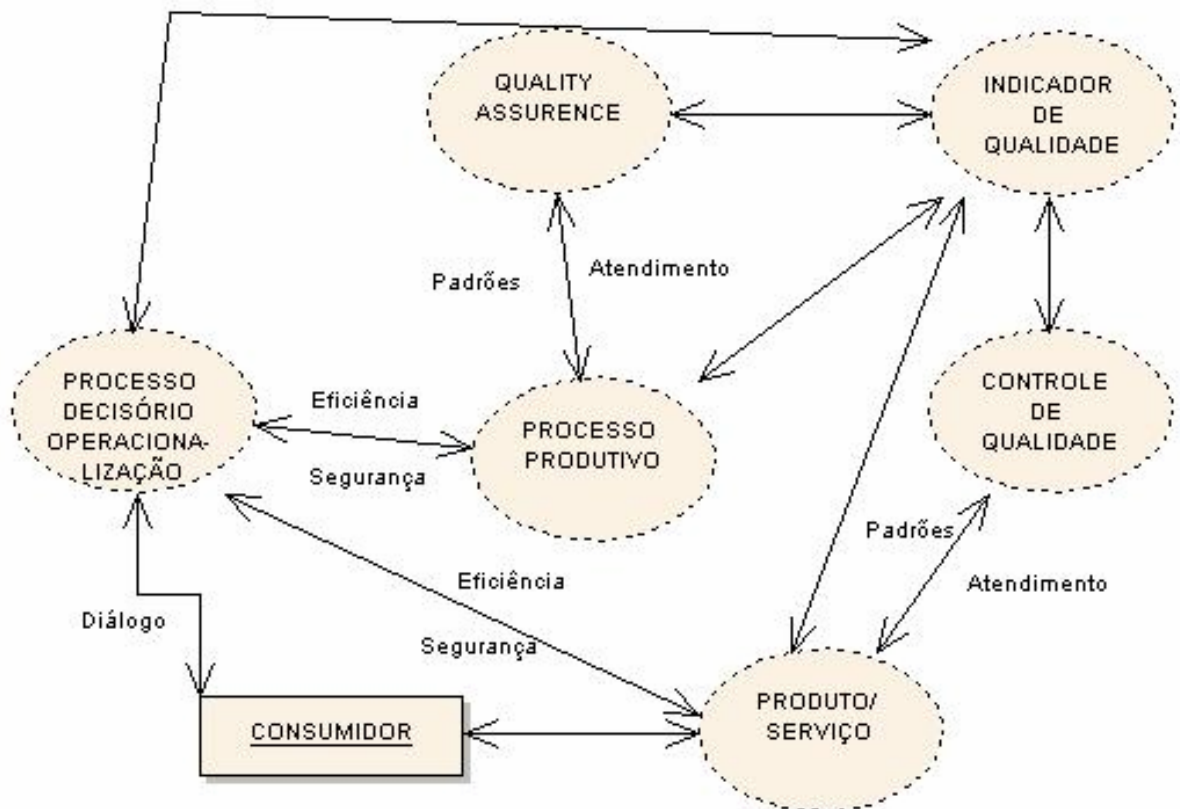 QUALITY
ASSURENCE
INDICADOR
DE
QUALIDADE
Padrões
Atendimento
PROCESSO
DECISÓRIO
OPERACIONA-
LIZAÇÃO
Eficiência
Segurança
PROCESSO
PRODUTIVO
CONTROLE
DE
QUALIDADE
Padrões
Atendimento
Eficiência
Segurança
Diálogo
CONSUMIDOR
PRODUTO/
SERVIÇO